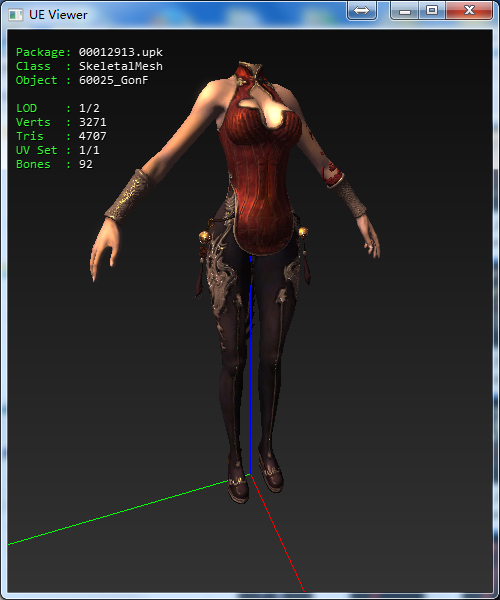 UE Viewer
Package: 00012913.upk
Class : SkeletalMesh
Object : 60025_GonF
LOD : 1/2
Verts : 3271
Tris : 4707
UV Set : 1/1
Bones : 92